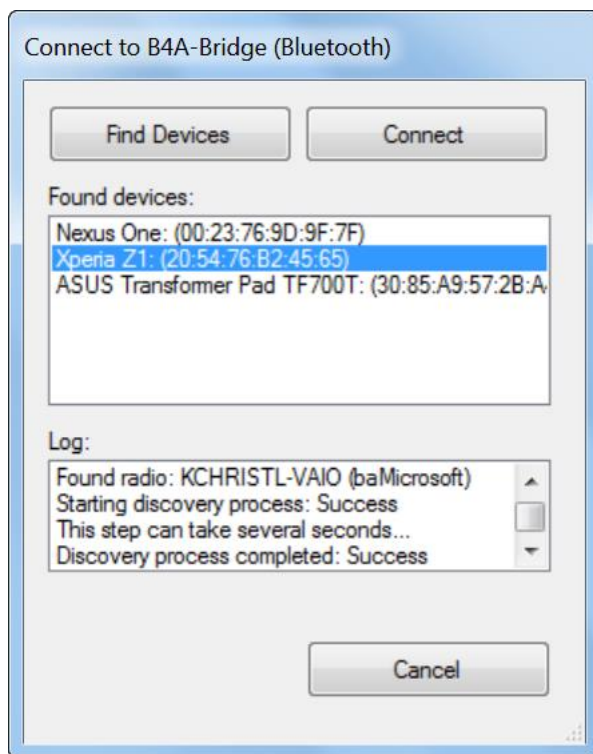 Connect to B4A-Bridge (Bluetooth)
Find Devices
Connect
Found devices:
Nexus One: (00:23:76:9D:9F:7F)
Xperia Z1: (20:54:76:B2:45:65)
ASUS Transformer Pad TF700T: (30:85:A9:57:2B:A
Log:
Found radio: KCHRISTL-VAIO (baMicrosoft)
Starting discovery process: Success
This step can take several seconds...
Discovery process completed: Success
Cancel